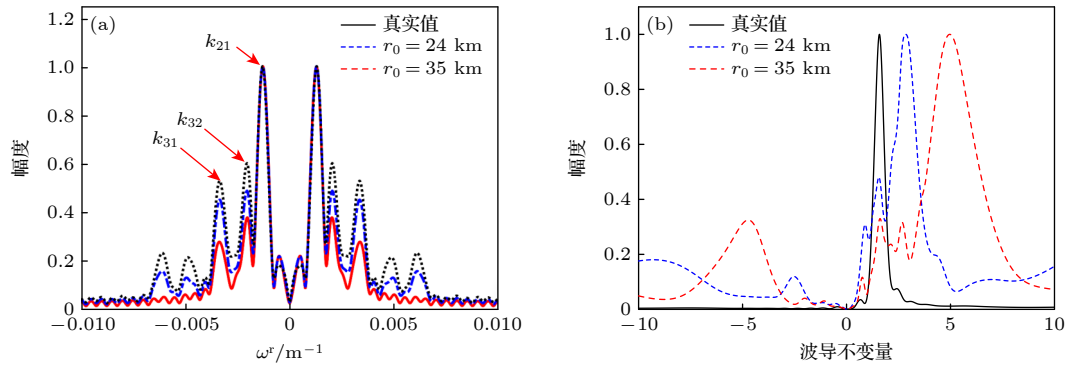 (a)
真实值
r₀ = 24 km
r₀ = 35 km
k₂₁
k₃₂
k₃₁
1.2
1.0
0.8
0.6
0.4
0.2
0
幅度
−0.010
−0.005
0
0.005
0.010
ωʳ/m⁻¹
(b)
真实值
r₀ = 24 km
r₀ = 35 km
1.0
0.8
0.6
0.4
0.2
0
幅度
−10
−5
0
5
10
波导不变量